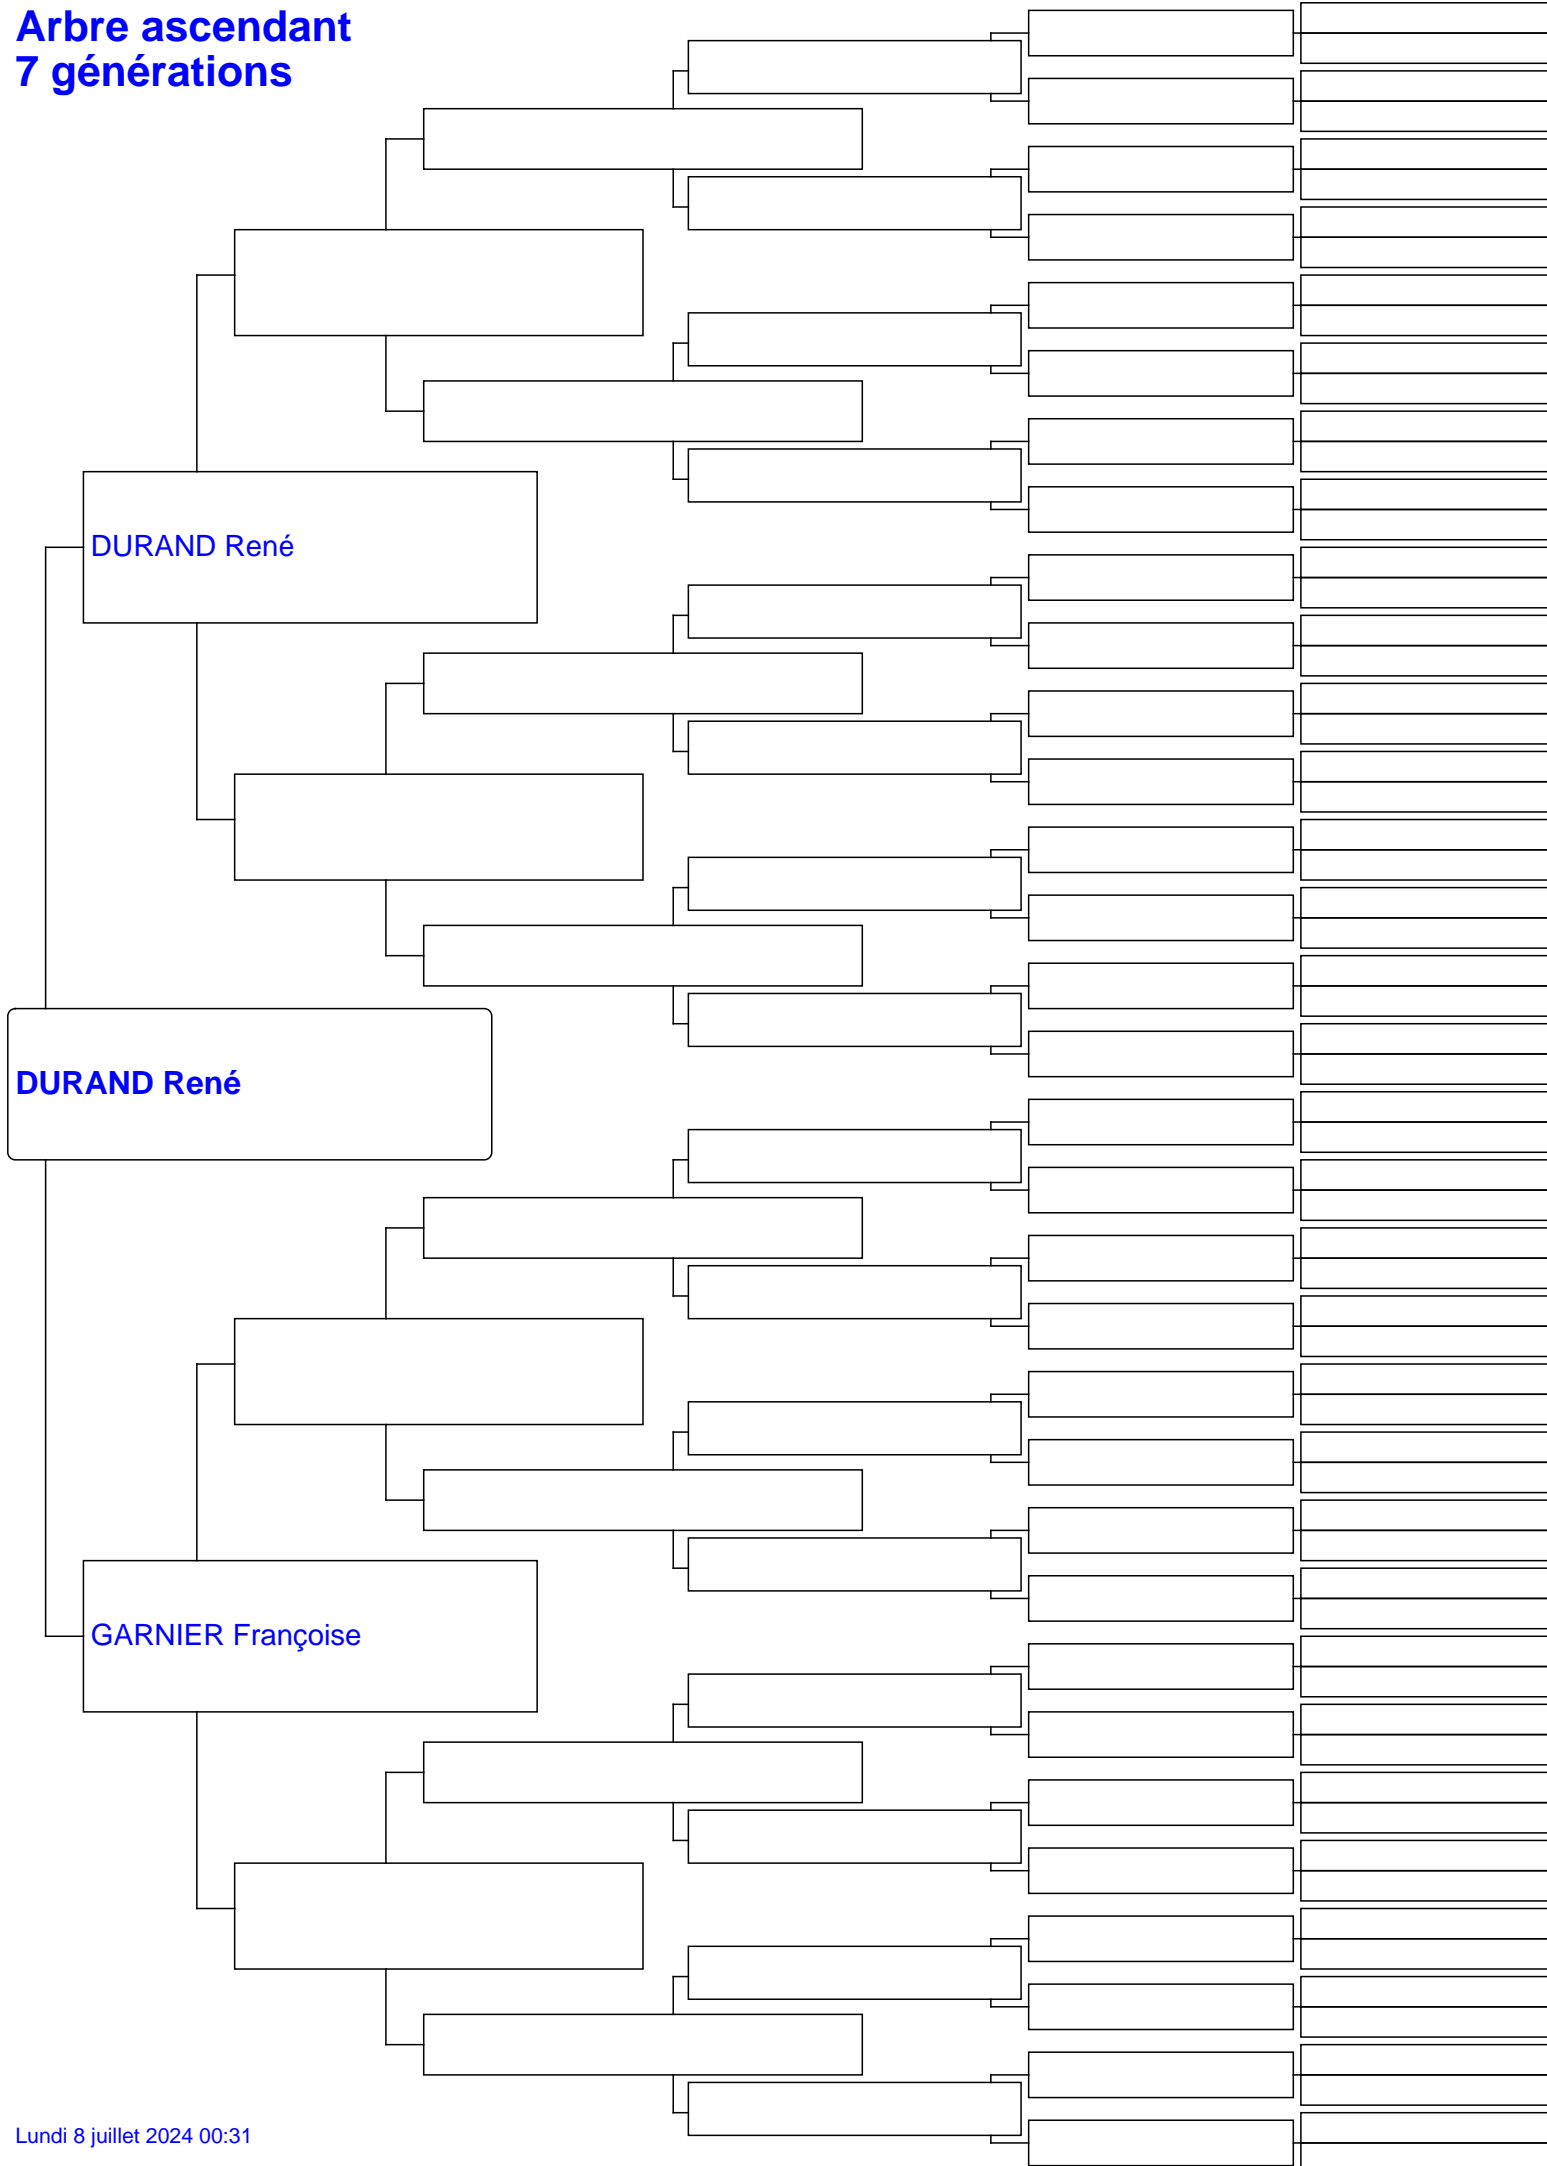 Arbre ascendant
7 générations
DURAND René
DURAND René
GARNIER Françoise
Lundi 8 juillet 2024 00:31